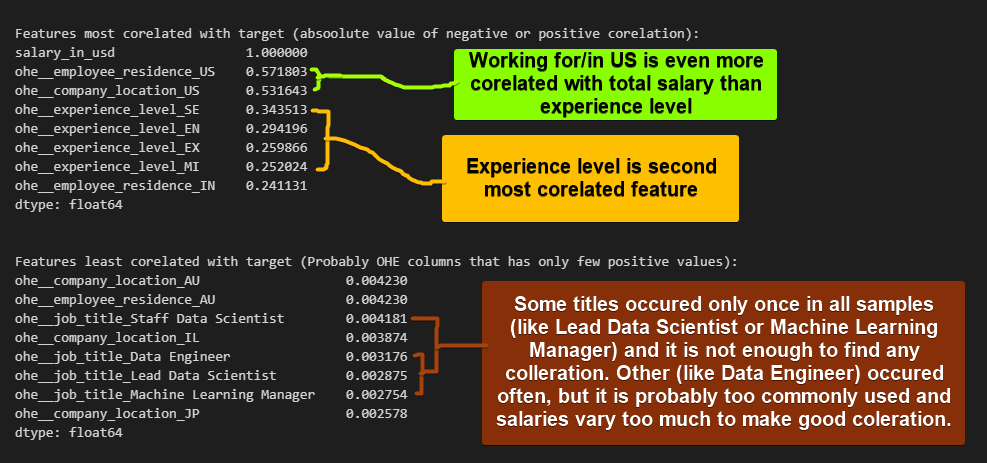 Features most corelated with target (absoolute value of negative or positive corelation):
salary_in_usd 1.000000
ohe__employee_residence_US 0.571803
ohe__company_location_US 0.531643
ohe__experience_level_SE 0.343513
ohe__experience_level_EN 0.294196
ohe__experience_level_EX 0.259866
ohe__experience_level_MI 0.252024
ohe__employee_residence_IN 0.241131
dtype: float64
Working for/in US is even more
corelated with total salary than
experience level
Experience level is second
most corelated feature
Features least corelated with target (Probably OHE columns that has only few positive values):
ohe__company_location_AU 0.004230
ohe__employee_residence_AU 0.004230
ohe__job_title_Staff Data Scientist 0.004181
ohe__company_location_IL 0.003874
ohe__job_title_Data Engineer 0.003176
ohe__job_title_Lead Data Scientist 0.002875
ohe__job_title_Machine Learning Manager 0.002754
ohe__company_location_JP 0.002578
dtype: float64
Some titles occured only once in all samples
(like Lead Data Scientist or Machine Learning
Manager) and it is not enough to find any
colleration. Other (like Data Engineer) occured
often, but it is probably too commonly used and
salaries vary too much to make good coleration.